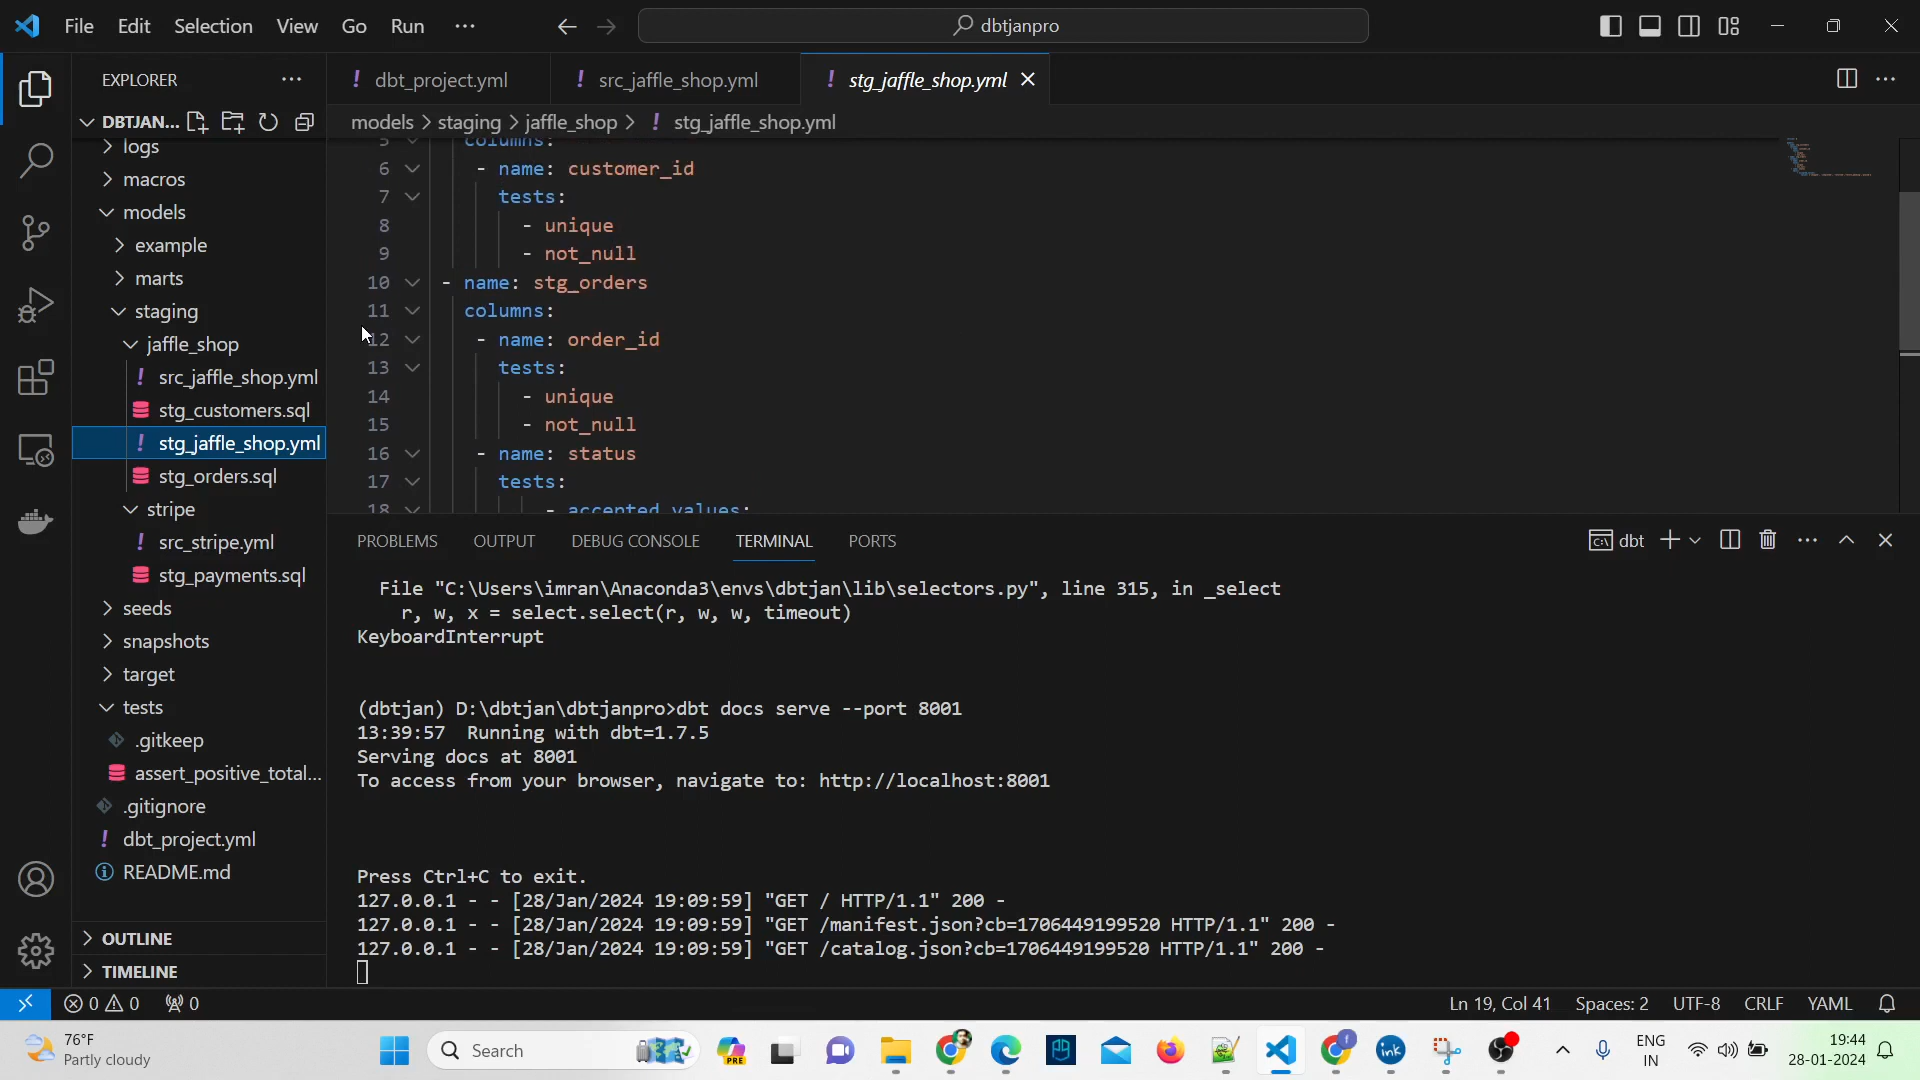 File Edit Selection View Go Run ···
dbtjanpro
EXPLORER
DBTJAN...
logs
macros
models
example
marts
staging
jaffle_shop
src_jaffle_shop.yml
stg_customers.sql
stg_jaffle_shop.yml
stg_orders.sql
stripe
src_stripe.yml
stg_payments.sql
seeds
snapshots
target
tests
.gitkeep
assert_positive_total...
.gitignore
dbt_project.yml
README.md
OUTLINE
TIMELINE
! dbt_project.yml ! src_jaffle_shop.yml ! stg_jaffle_shop.yml
models > staging > jaffle_shop > ! stg_jaffle_shop.yml
5 columns:
6 - name: customer_id
7 tests:
8 - unique
9 - not_null
10 - name: stg_orders
11 columns:
12 - name: order_id
13 tests:
14 - unique
15 - not_null
16 - name: status
17 tests:
18 - accepted_values:
PROBLEMS OUTPUT DEBUG CONSOLE TERMINAL PORTS
dbt
File "C:\Users\imran\Anaconda3\envs\dbtjan\lib\selectors.py", line 315, in _select
r, w, x = select.select(r, w, w, timeout)
KeyboardInterrupt
(dbtjan) D:\dbtjan\dbtjanpro>dbt docs serve --port 8001
13:39:57 Running with dbt=1.7.5
Serving docs at 8001
To access from your browser, navigate to: http://localhost:8001
Press Ctrl+C to exit.
127.0.0.1 - - [28/Jan/2024 19:09:59] "GET / HTTP/1.1" 200 -
127.0.0.1 - - [28/Jan/2024 19:09:59] "GET /manifest.json?cb=1706449199520 HTTP/1.1" 200 -
127.0.0.1 - - [28/Jan/2024 19:09:59] "GET /catalog.json?cb=1706449199520 HTTP/1.1" 200 -
0 0 0
Ln 19, Col 41 Spaces: 2 UTF-8 CRLF YAML
76°F
Partly cloudy
Search
PRE
ink
ENG
IN
19:44
28-01-2024